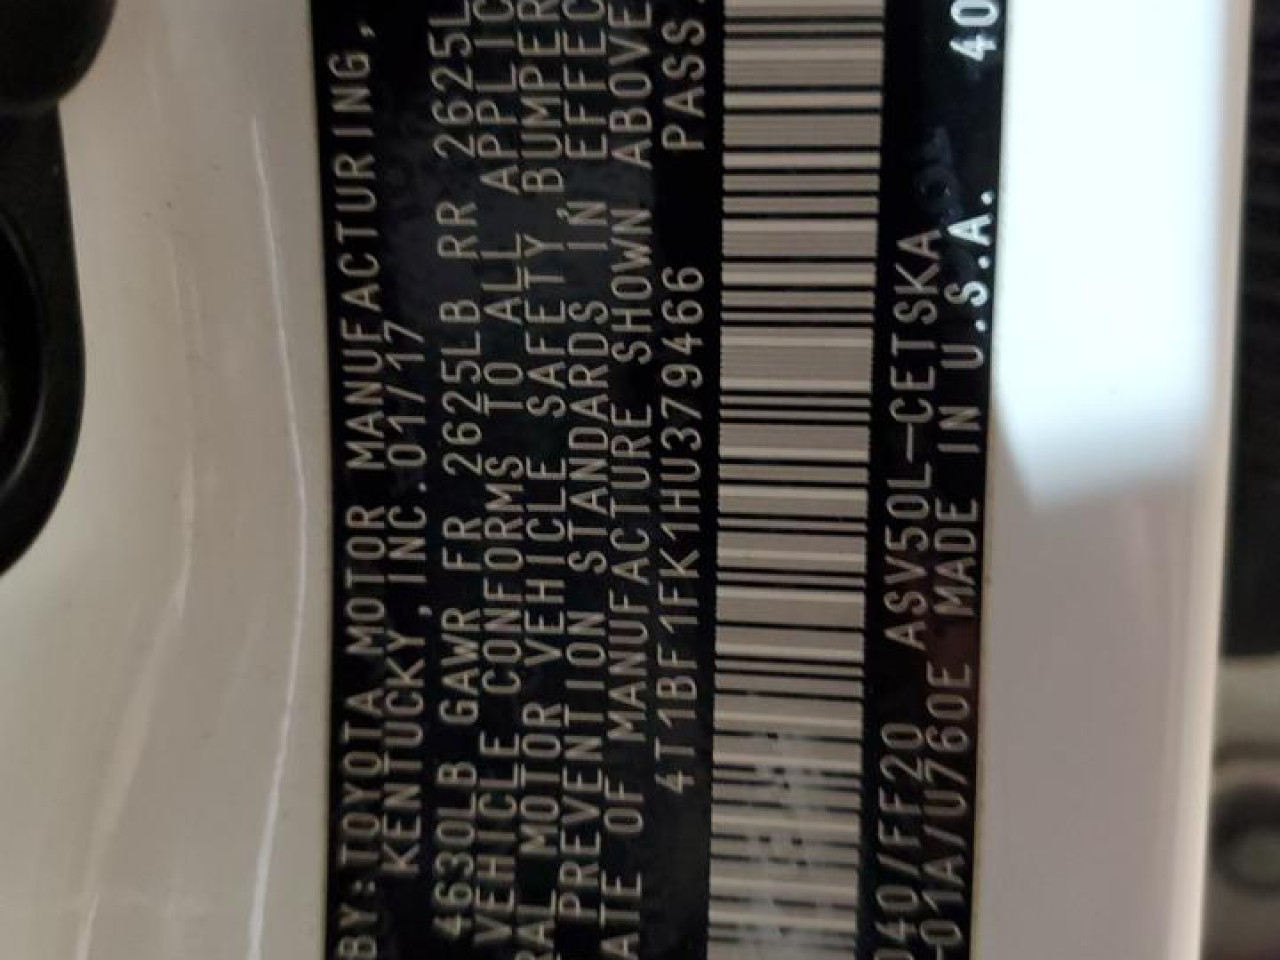 BY:TOYOTA MOTOR MANUFACTURING,
KENTUCKY,INC.01/17
4630LB GAWR FR 2625LB RR 2625L
VEHICLE CONFORMS TO ALL APPLIC
RAL MOTOR VEHICLE SAFETY, BUMPER
PREVENTION STANDARDS IN EFFEC
ATE OF MANUFACTURE SHOWN ABOVE
4T1BF1FK1HU379466 PASS.
040/FF20 ASV50L-CETSKA
-01A/U760E MADE IN U.S.A. 40